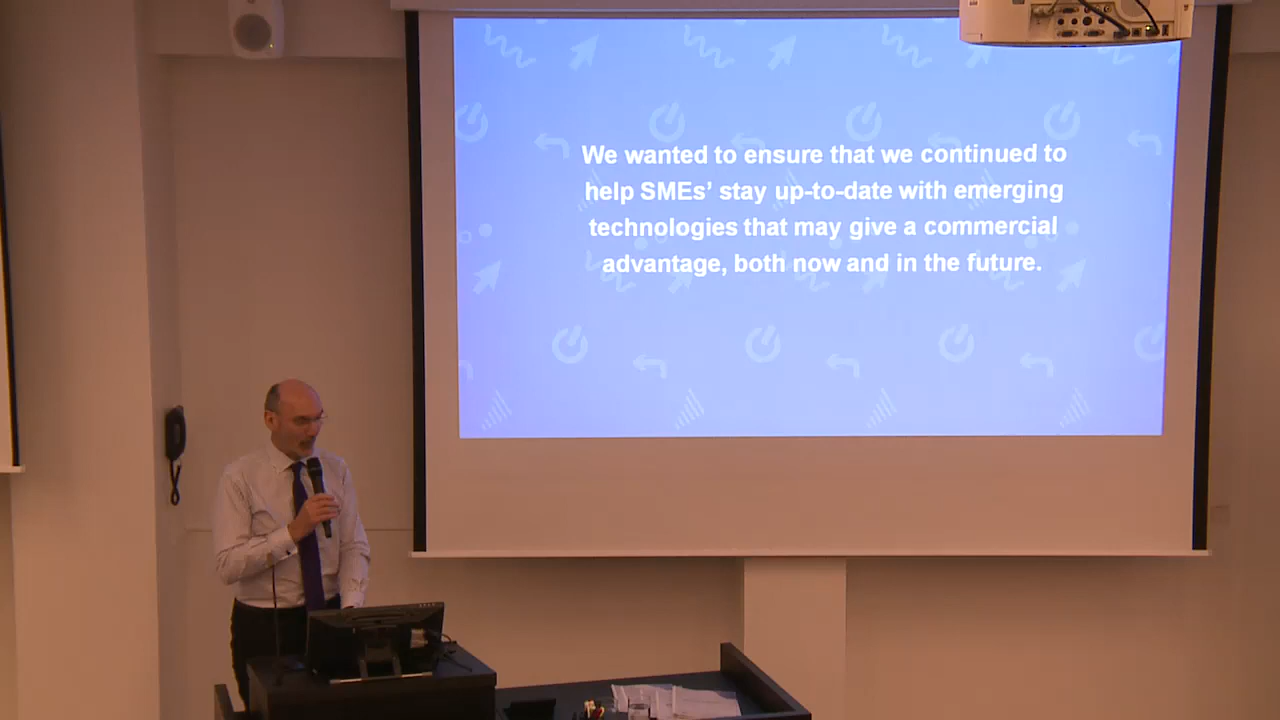 We wanted to ensure that we continued to
help SMEs’ stay up-to-date with emerging
technologies that may give a commercial
advantage, both now and in the future.